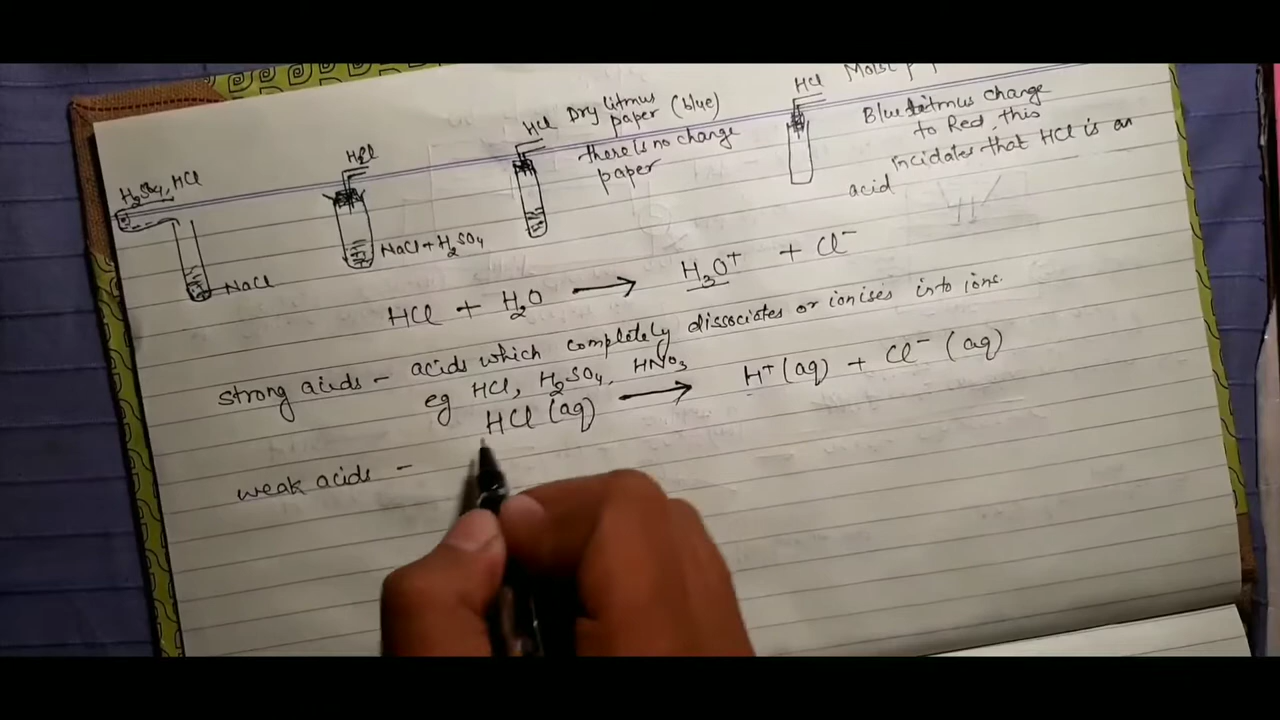 H₂SO₄, HCl
NaCl
HCl
NaCl + H₂SO₄
HCl
Dry litmus
paper (blue)
there is no change
paper
HCl
Moist
Blue litmus change
to Red, this
incidates that HCl is an
acid
HCl + H₂O ⟶ H₃O⁺ + Cl⁻
strong acids – acids which completely dissociates or ionises into ions.
eg HCl, H₂SO₄, HNO₃
HCl (aq) ⟶ H⁺(aq) + Cl⁻ (aq)
weak acids –